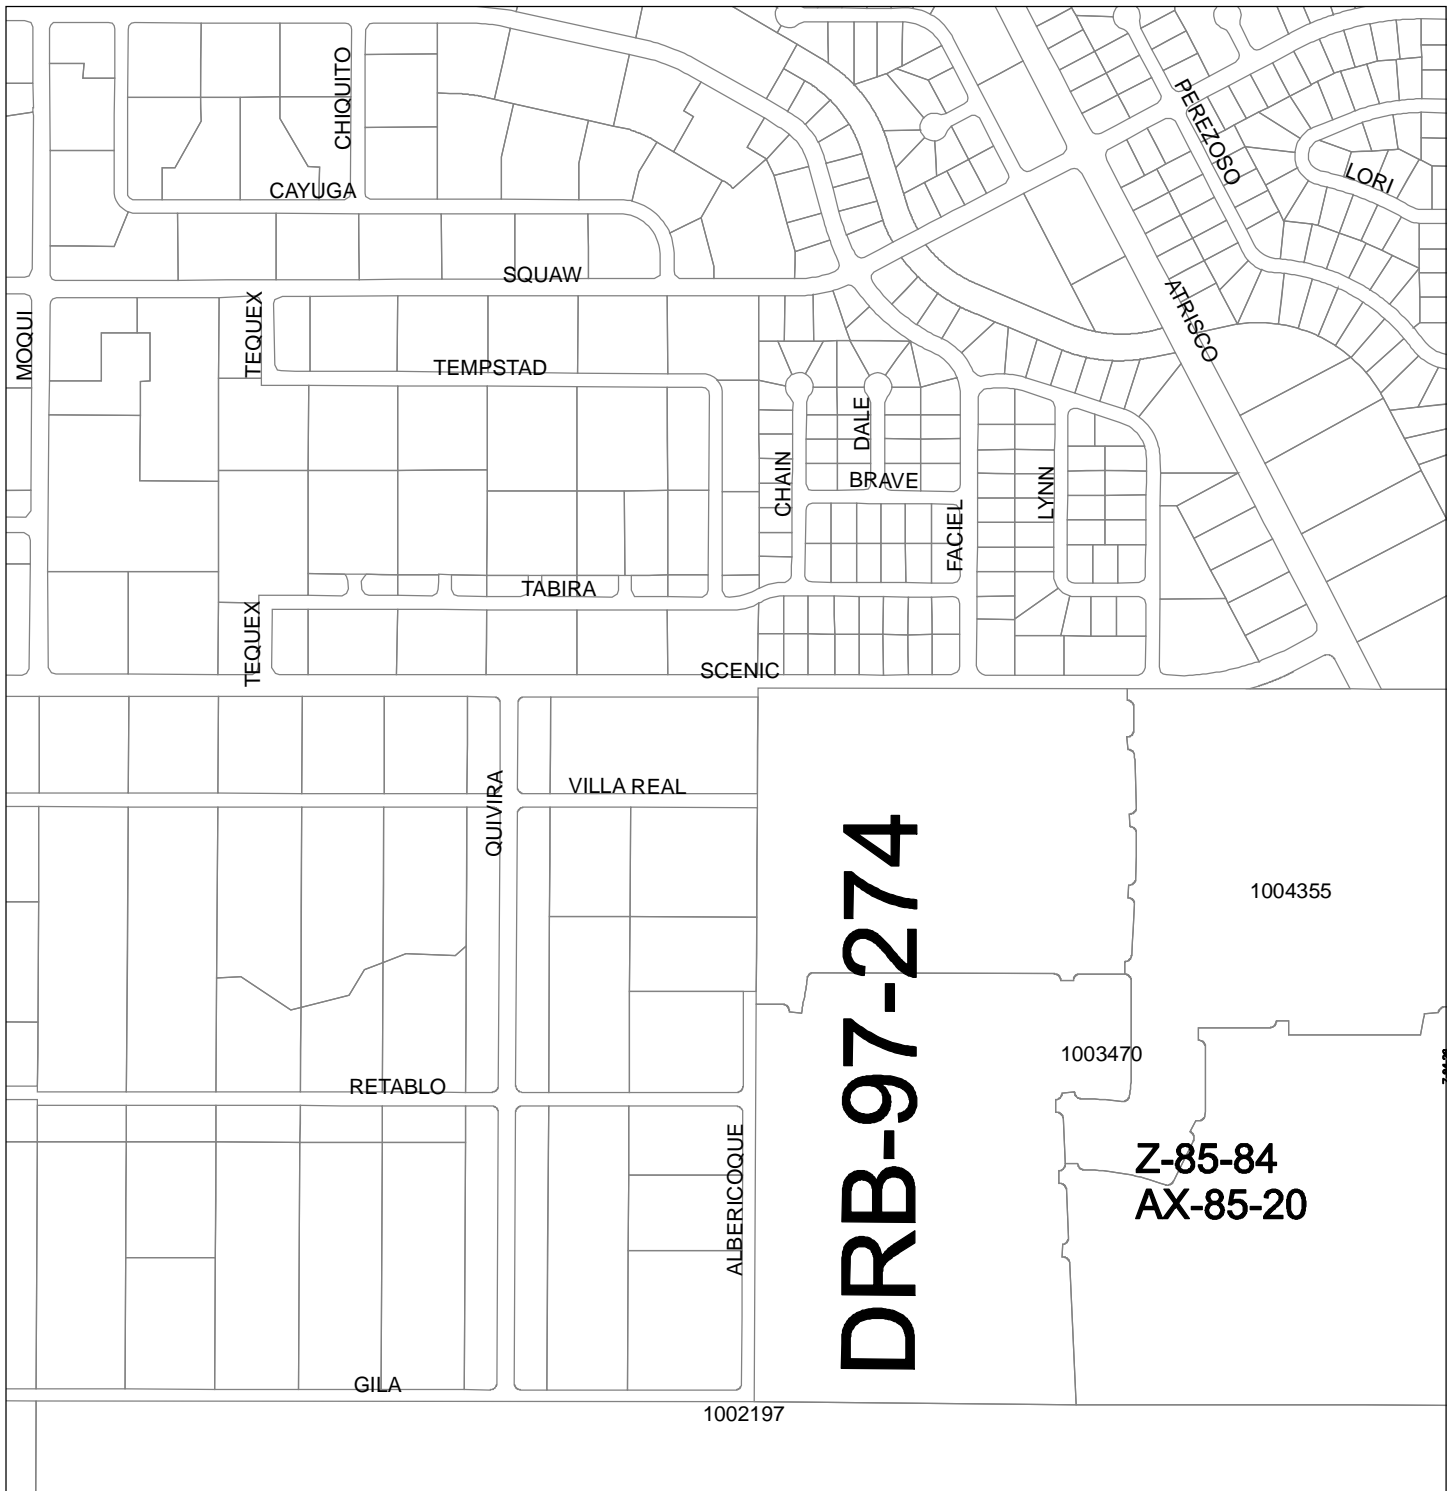 CHIQUITO
PEREZOSO
LORI
CAYUGA
SQUAW
ATRISCO
MOQUI
TEQUEX
TEMPSTAD
DALE
CHAIN
BRAVE
LYNN
FACIEL
TABIRA
TEQUEX
SCENIC
QUIVIRA
VILLA REAL
DRB-97-274
1004355
1003470
RETABLO
ALBERICOQUE
Z-85-84
AX-85-20
GILA
1002197